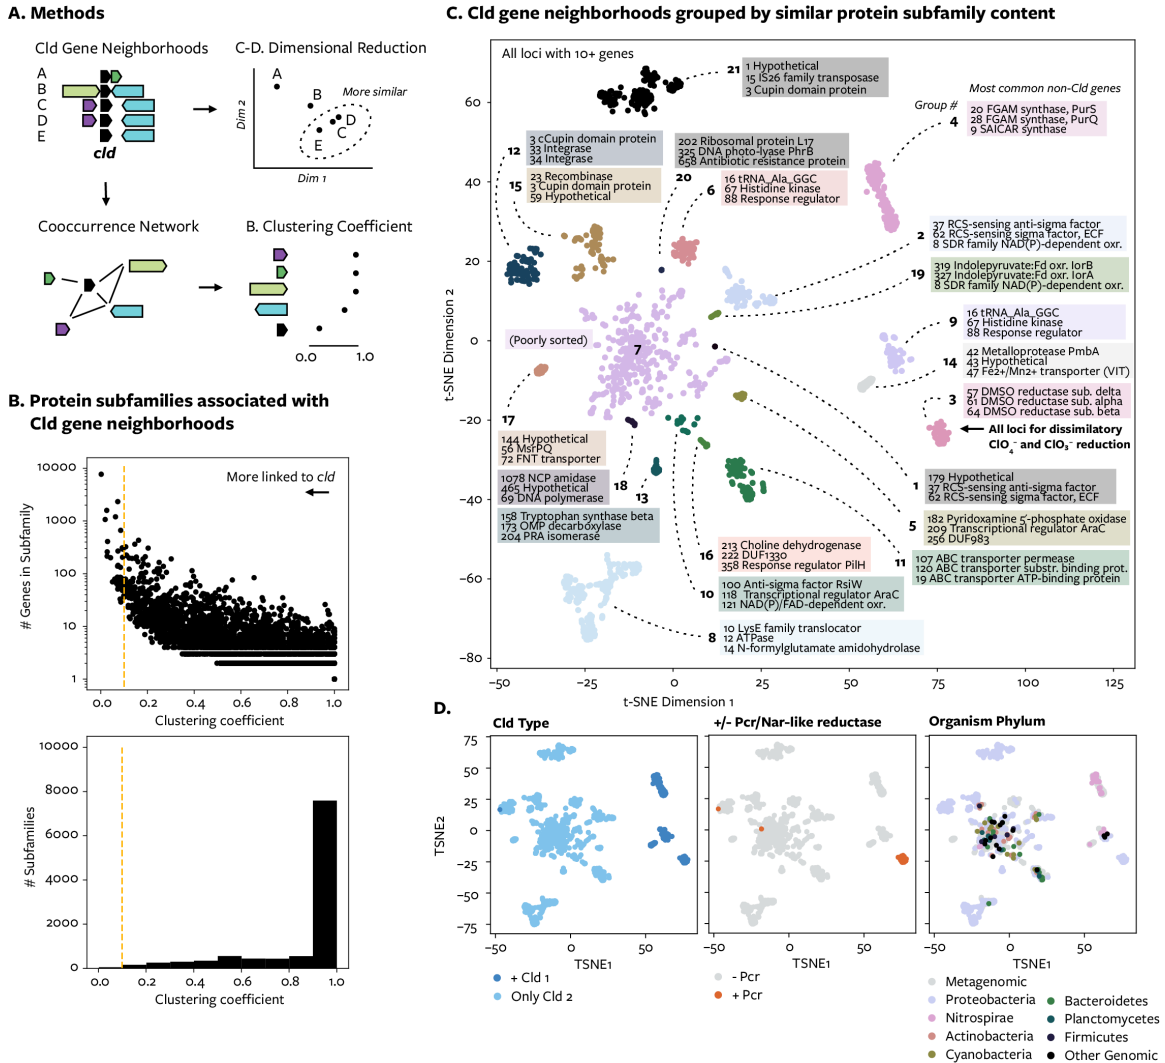 A. Methods
Cld Gene Neighborhoods
A
B
C
D
E
cld
C-D. Dimensional Reduction
Dim 2
A
B
More similar
D
C
E
Dim 1
Cooccurrence Network
B. Clustering Coefficient
0.0
1.0
B. Protein subfamilies associated with
Cld gene neighborhoods
More linked to cld
# Genes in Subfamily
10000
1000
100
10
1
0.0 0.2 0.4 0.6 0.8 1.0
Clustering coefficient
# Subfamilies
10000
8000
6000
4000
2000
0
0.0 0.2 0.4 0.6 0.8 1.0
Clustering coefficient
C. Cld gene neighborhoods grouped by similar protein subfamily content
All loci with 10+ genes
t-SNE Dimension 2
60
40
20
0
−20
−40
−60
−80
−50 −25 0 25 50 75 100 125
t-SNE Dimension 1
21
1 Hypothetical
15 IS26 family transposase
3 Cupin domain protein
Most common non-Cld genes
Group #
4
20 FGAM synthase, PurS
28 FGAM synthase, PurQ
9 SAICAR synthase
12
3 cCupin domain protein
33 Integrase
34 Integrase
15
23 Recombinase
3 Cupin domain protein
59 Hypothetical
202 Ribosomal protein L17
325 DNA photo-lyase PhrB
658 Antibiotic resistance protein
20
6
16 tRNA_Ala_GGC
67 Histidine kinase
88 Response regulator
2
37 RCS-sensing anti-sigma factor
62 RCS-sensing sigma factor, ECF
8 SDR family NAD(P)-dependent oxr.
19
319 Indolepyruvate:Fd oxr. IorB
327 Indolepyruvate:Fd oxr. IorA
8 SDR family NAD(P)-dependent oxr.
9
16 tRNA_Ala_GGC
67 Histidine kinase
88 Response regulator
14
42 Metalloprotease PmbA
43 Hypothetical
47 Fe2+/Mn2+ transporter (VIT)
3
57 DMSO reductase sub. delta
61 DMSO reductase sub. alpha
64 DMSO reductase sub. beta
All loci for dissimilatory
ClO4− and ClO3− reduction
(Poorly sorted)
7
17
144 Hypothetical
56 MsrPQ
72 FNT transporter
18
1078 NCP amidase
465 Hypothetical
69 DNA polymerase
13
158 Tryptophan synthase beta
173 OMP decarboxylase
204 PRA isomerase
1
179 Hypothetical
37 RCS-sensing anti-sigma factor
62 RCS-sensing sigma factor, ECF
5
182 Pyridoxamine 5'-phosphate oxidase
209 Transcriptional regulator AraC
256 DUF983
11
107 ABC transporter permease
120 ABC transporter substr. binding prot.
19 ABC transporter ATP-binding protein
16
213 Choline dehydrogenase
222 DUF1330
358 Response regulator PilH
10
100 Anti-sigma factor RsiW
118 Transcriptional regulator AraC
121 NAD(P)/FAD-dependent oxr.
8
10 LysE family translocator
12 ATPase
14 N-formylglutamate amidohydrolase
D.
Cld Type
TSNE2
75
50
25
0
−25
−50
−75
−50 0 50
TSNE1
+ Cld 1
Only Cld 2
+/- Pcr/Nar-like reductase
−50 0 50
TSNE1
- Pcr
+ Pcr
Organism Phylum
−50 0 50
TSNE1
Metagenomic
Proteobacteria
Nitrospirae
Actinobacteria
Cyanobacteria
Bacteroidetes
Planctomycetes
Firmicutes
Other Genomic